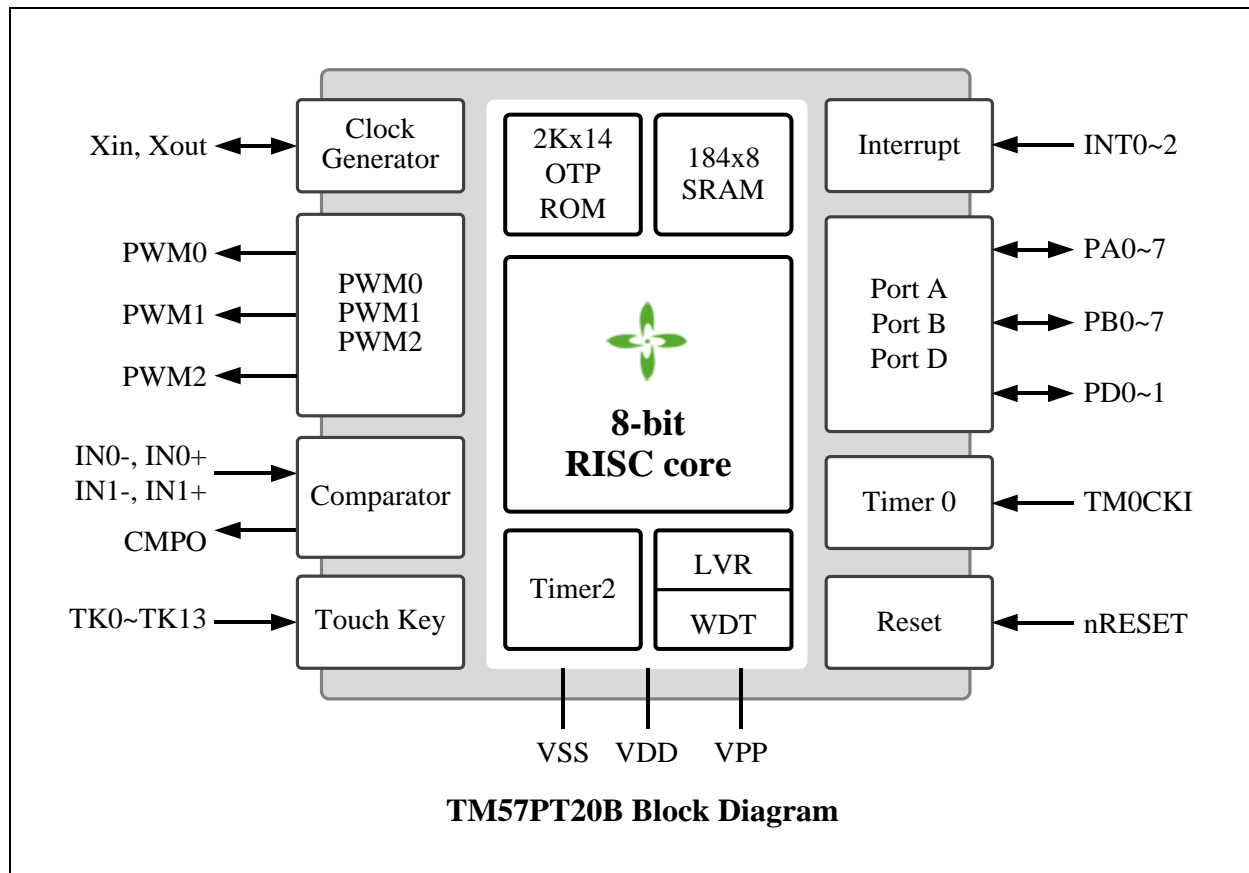 Xin, Xout
Clock
Generator
PWM0
PWM1
PWM2
PWM0
PWM1
PWM2
IN0-, IN0+
IN1-, IN1+
CMPO
Comparator
TK0~TK13
Touch Key
2Kx14
OTP
ROM
184x8
SRAM
8-bit
RISC core
Timer2
LVR
WDT
Interrupt
INT0~2
Port A
Port B
Port D
PA0~7
PB0~7
PD0~1
Timer 0
TM0CKI
Reset
nRESET
VSS
VDD
VPP
TM57PT20B Block Diagram